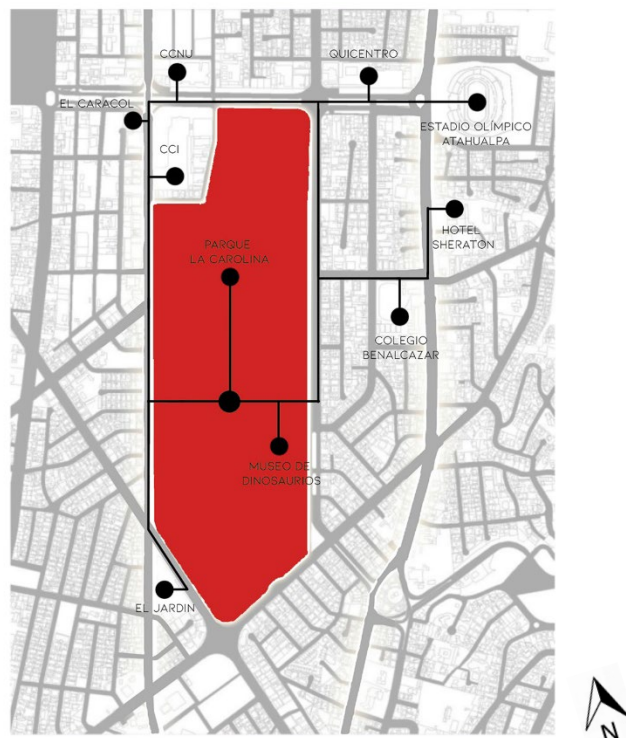 CCNU
QUICENTRO
EL CARACOL
ESTADIO OLÍMPICO
ATAHUALPA
CCI
HOTEL
SHERATON
PARQUE
LA CAROLINA
COLEGIO
BENALCAZAR
MUSEO DE
DINOSAURIOS
EL JARDIN
N